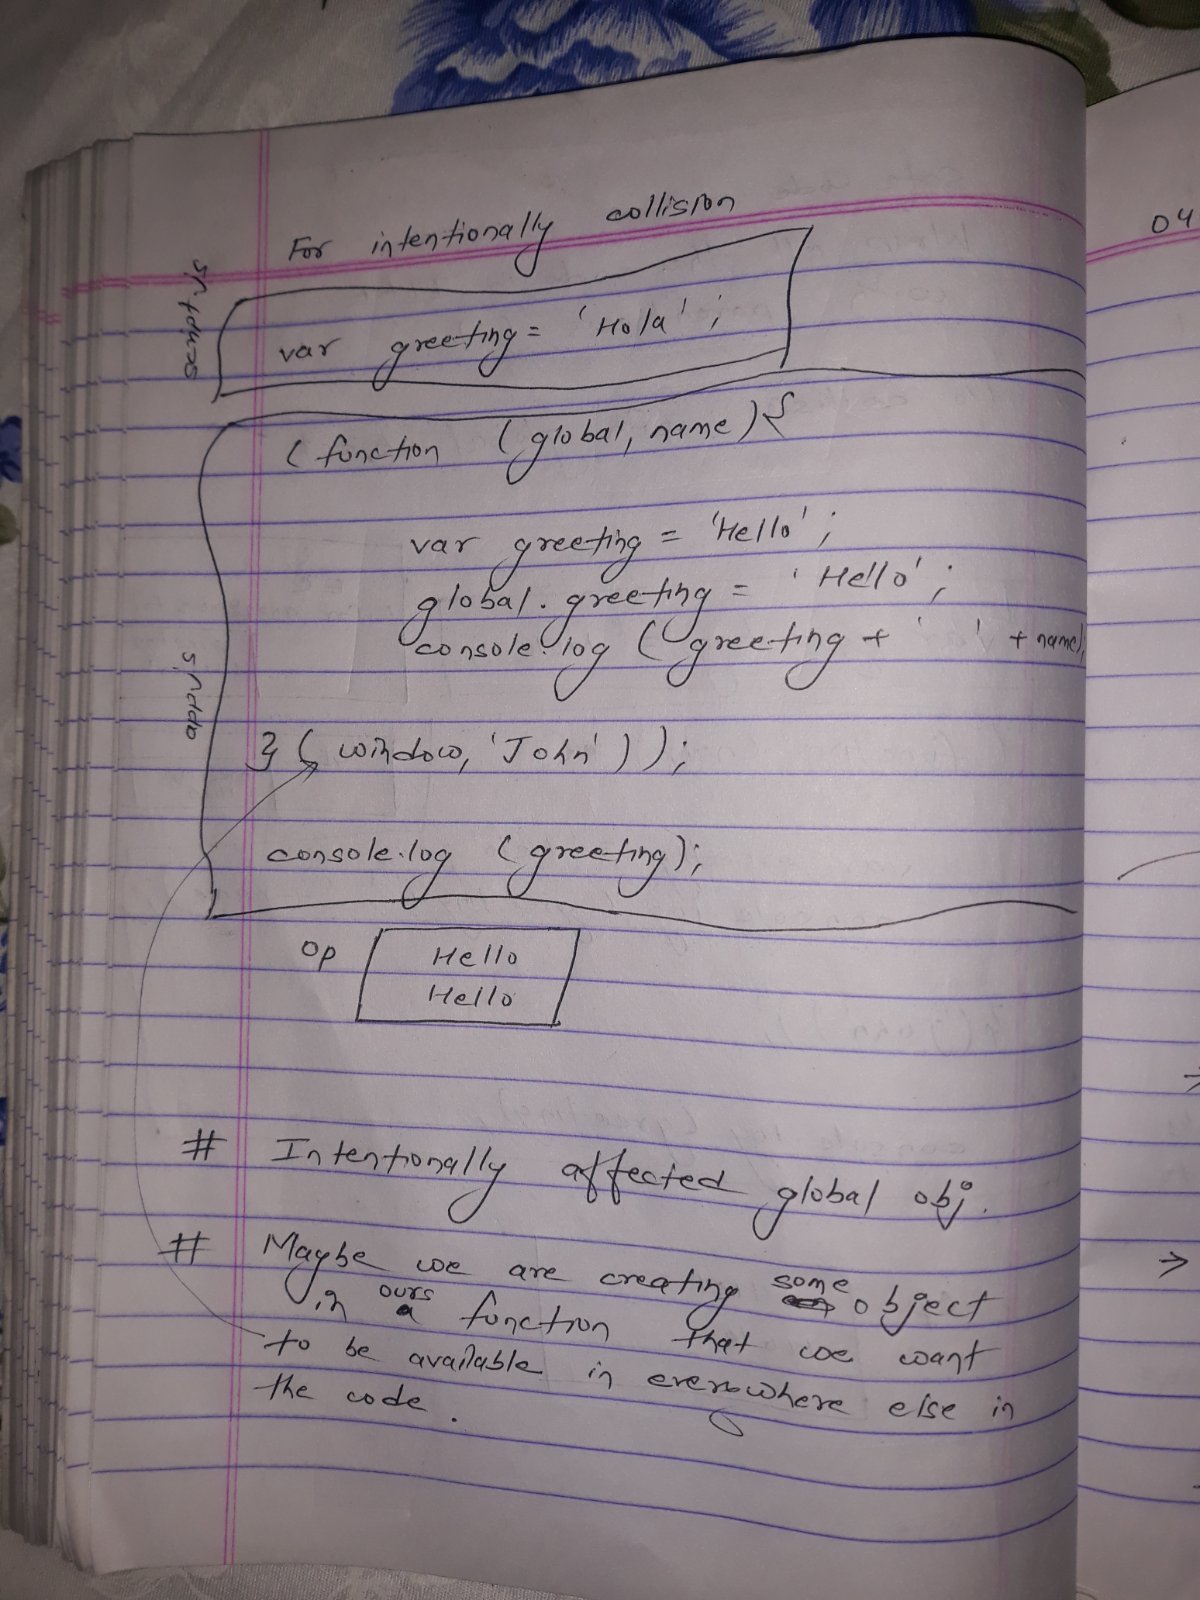 For intentionally collision
script.js
var greeting = 'Hola';
app.js
(function (global, name) {
var greeting = 'Hello';
global.greeting = 'Hello';
console.log (greeting + ' ' + name);
}(window, 'John'));
console.log (greeting);
op
Hello
Hello
# Intentionally affected global obj.
# Maybe we are creating some object
in ours function that we want
to be available in everywhere else in
the code.
04